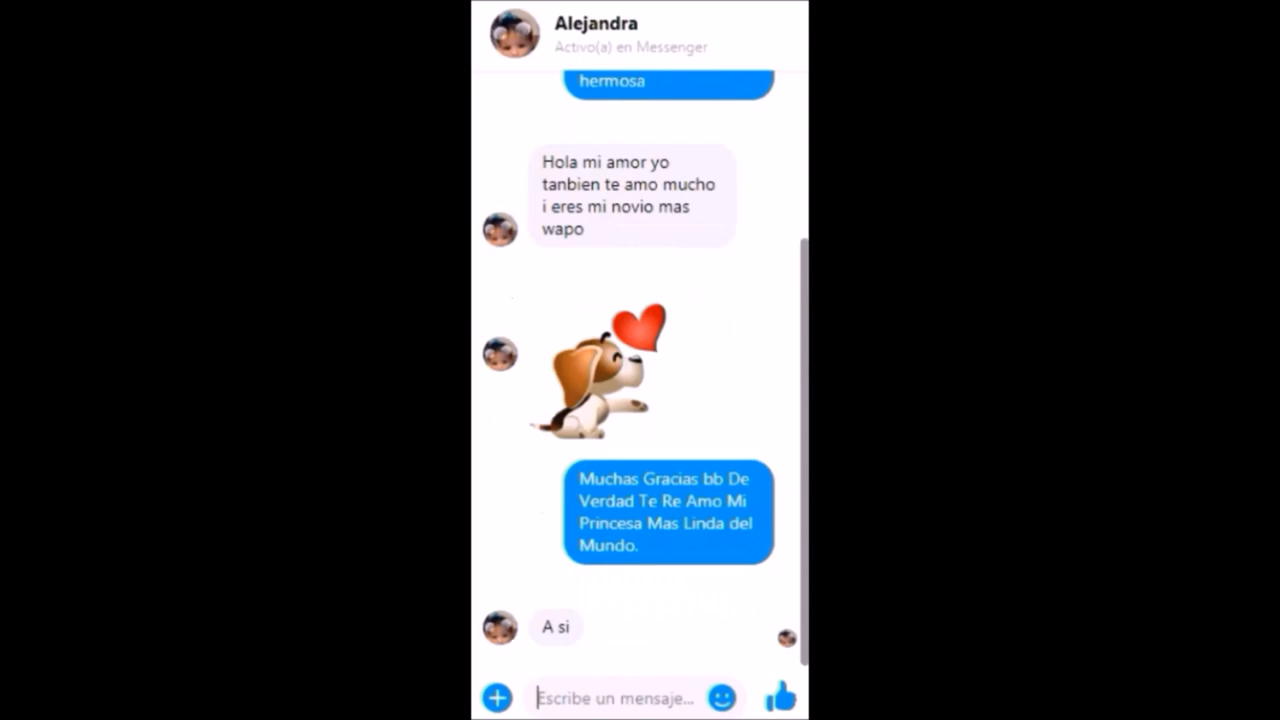 Alejandra
Activo(a) en Messenger
hermosa
Hola mi amor yo
tanbien te amo mucho
i eres mi novio mas
wapo
Muchas Gracias bb De
Verdad Te Re Amo Mi
Princesa Mas Linda del
Mundo.
A si
Escribe un mensaje...